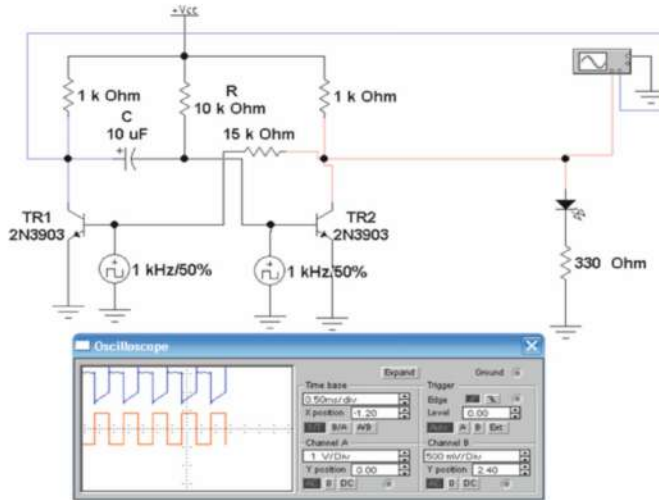 +Vcc
1 k Ohm
R
10 k Ohm
1 k Ohm
C
10 uF
15 k Ohm
TR1
2N3903
TR2
2N3903
1 kHz/50%
1 kHz/50%
330 Ohm
Oscilloscope
Expand
Ground
Time base
Trigger
0.50ms/div
Edge
X position -1.20
Level 0.00
Y/T B/A A/B
Auto A B Ext
Channel A
Channel B
1 V/Div
500 mV/Div
Y position 0.00
Y position 2.40
AC 0 DC
AC 0 DC